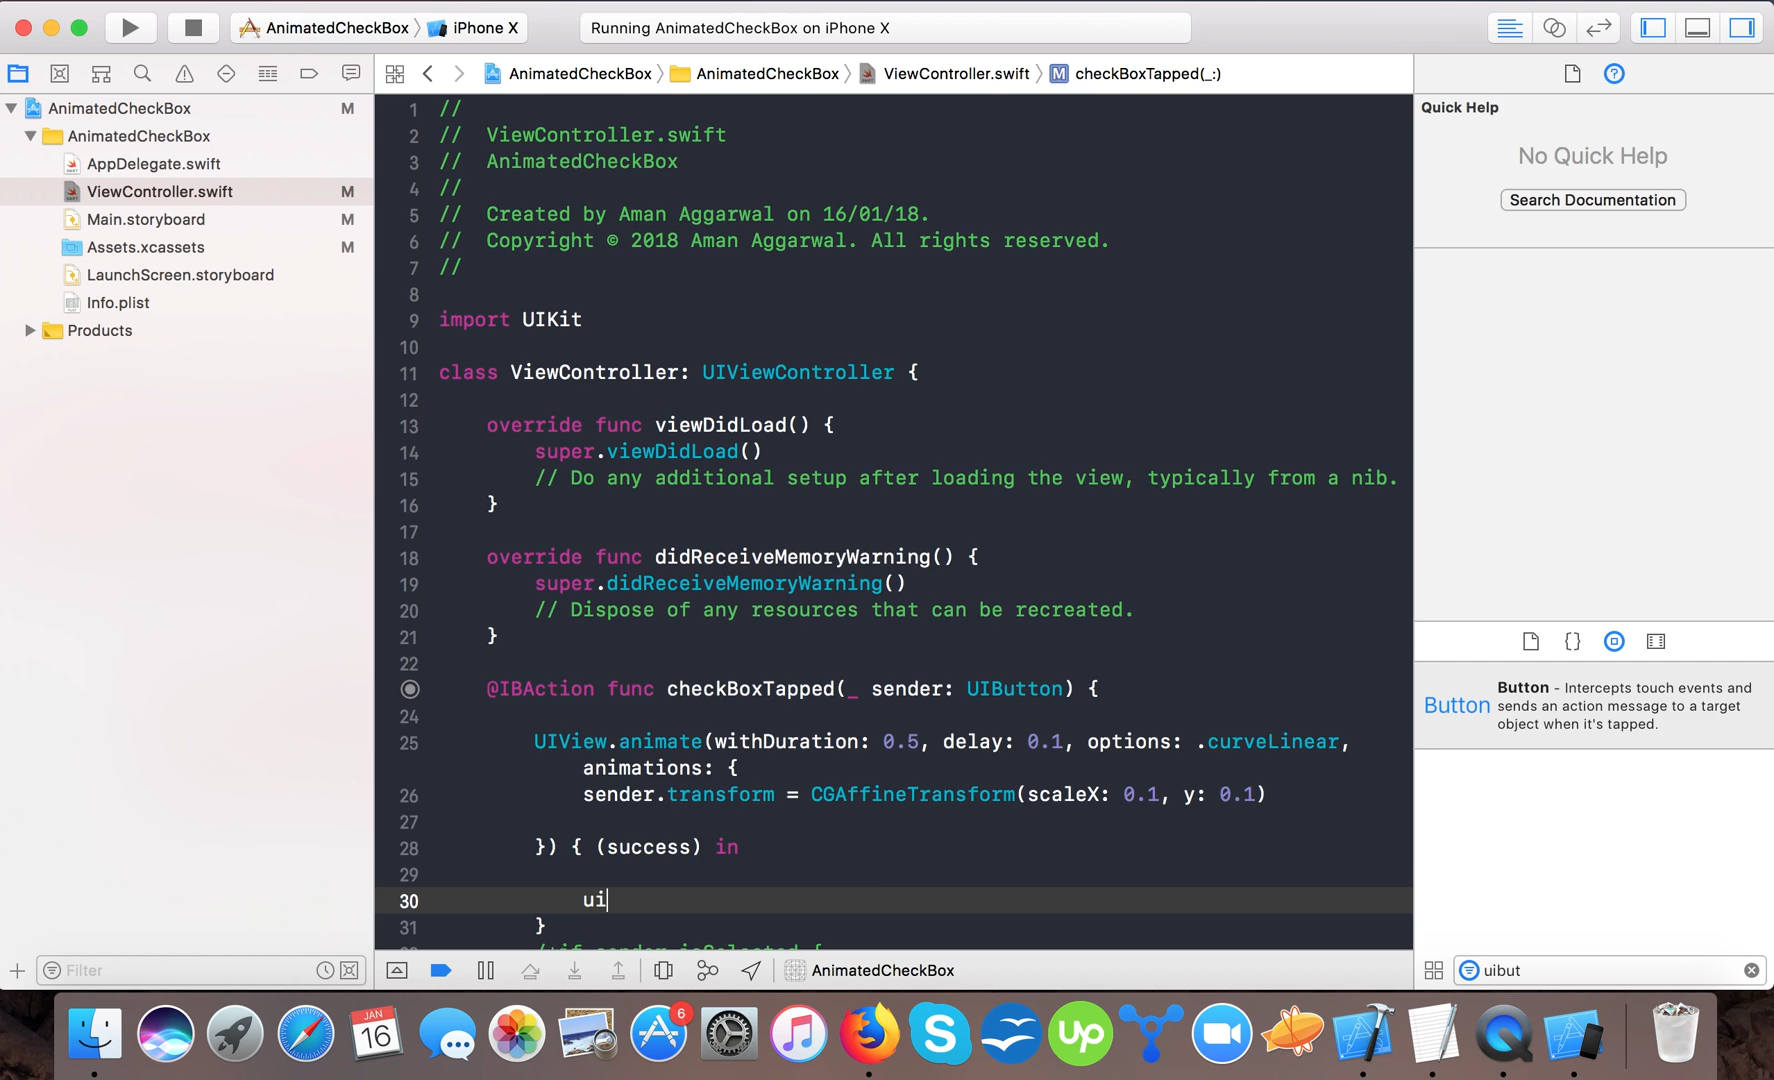 AnimatedCheckBox 〉 iPhone X
Running AnimatedCheckBox on iPhone X
AnimatedCheckBox 〉 AnimatedCheckBox 〉 ViewController.swift 〉 M checkBoxTapped(_:)
AnimatedCheckBox M
AnimatedCheckBox
AppDelegate.swift
ViewController.swift M
Main.storyboard M
Assets.xcassets M
LaunchScreen.storyboard
Info.plist
Products
Filter
1 //
2 //  ViewController.swift
3 //  AnimatedCheckBox
4 //
5 //  Created by Aman Aggarwal on 16/01/18.
6 //  Copyright © 2018 Aman Aggarwal. All rights reserved.
7 //
8
9 import UIKit
10
11 class ViewController: UIViewController {
12
13     override func viewDidLoad() {
14         super.viewDidLoad()
15         // Do any additional setup after loading the view, typically from a nib.
16     }
17
18     override func didReceiveMemoryWarning() {
19         super.didReceiveMemoryWarning()
20         // Dispose of any resources that can be recreated.
21     }
22
@IBAction func checkBoxTapped(_ sender: UIButton) {
24
25         UIView.animate(withDuration: 0.5, delay: 0.1, options: .curveLinear,
animations: {
26             sender.transform = CGAffineTransform(scaleX: 0.1, y: 0.1)
27
28         }) { (success) in
29
30             ui
31         }
/*if sender.isSelected {
AnimatedCheckBox
Quick Help
No Quick Help
Search Documentation
{}
Button
Button - Intercepts touch events and
sends an action message to a target
object when it's tapped.
uibut
JAN
16
6
S
up